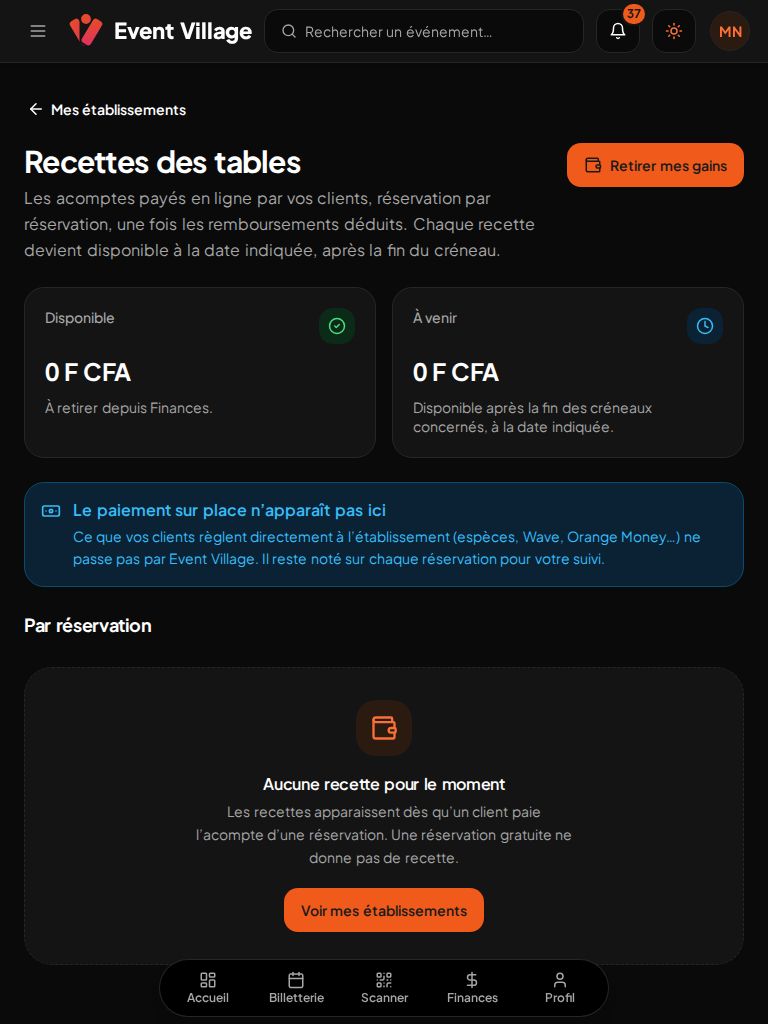 Event Village
Rechercher un événement...
37
MN
Mes établissements
Recettes des tables
Retirer mes gains
Les acomptes payés en ligne par vos clients, réservation par
réservation, une fois les remboursements déduits. Chaque recette
devient disponible à la date indiquée, après la fin du créneau.
Disponible
0 F CFA
À retirer depuis Finances.
À venir
0 F CFA
Disponible après la fin des créneaux
concernés, à la date indiquée.
Le paiement sur place n’apparaît pas ici
Ce que vos clients règlent directement à l’établissement (espèces, Wave, Orange Money…) ne
passe pas par Event Village. Il reste noté sur chaque réservation pour votre suivi.
Par réservation
Aucune recette pour le moment
Les recettes apparaissent dès qu’un client paie
l’acompte d’une réservation. Une réservation gratuite ne
donne pas de recette.
Voir mes établissements
Accueil
Billetterie
Scanner
Finances
Profil